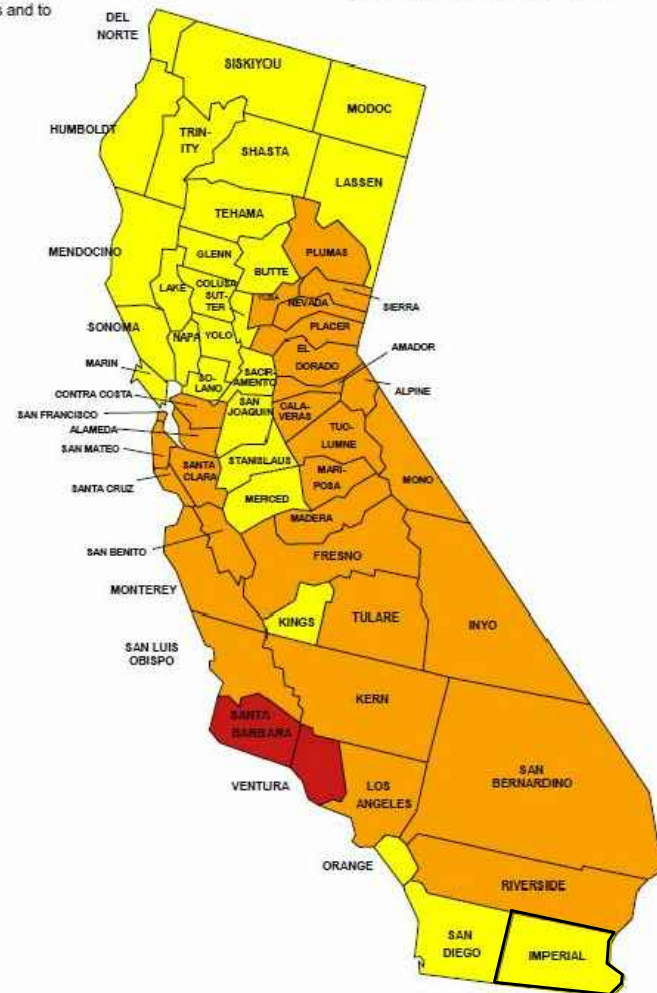 s and to
DEL
NORTE
SISKIYOU
MODOC
HUMBOLDT
TRIN-
ITY
SHASTA
LASSEN
TEHAMA
PLUMAS
MENDOCINO
GLENN
BUTTE
LAKE
COLUSA
SUT-
TER
YUBA
NEVADA
SIERRA
SONOMA
NAPA
YOLO
PLACER
EL
DORADO
AMADOR
MARIN
SO-
LANO
SACR-
AMENTO
ALPINE
CONTRA COSTA
SAN
JOAQUIN
CALA-
VERAS
SAN FRANCISCO
ALAMEDA
TUO-
LUMNE
SAN MATEO
SANTA
CLARA
STANISLAUS
MARI-
POSA
MONO
SANTA CRUZ
MERCED
MADERA
SAN BENITO
FRESNO
MONTEREY
KINGS
TULARE
INYO
SAN LUIS
OBISPO
KERN
SANTA
BARBARA
SAN
BERNARDINO
VENTURA
LOS
ANGELES
ORANGE
RIVERSIDE
SAN
DIEGO
IMPERIAL